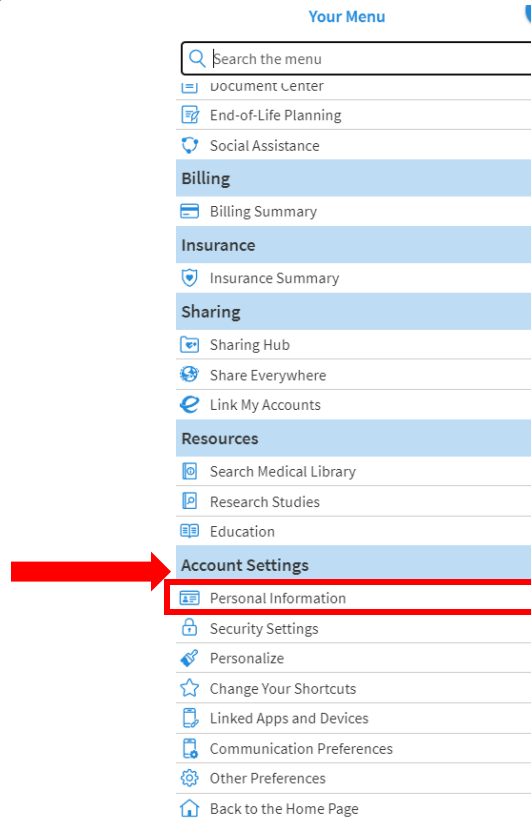 Your Menu
Search the menu
Document Center
End-of-Life Planning
Social Assistance
Billing
Billing Summary
Insurance
Insurance Summary
Sharing
Sharing Hub
Share Everywhere
Link My Accounts
Resources
Search Medical Library
Research Studies
Education
Account Settings
Personal Information
Security Settings
Personalize
Change Your Shortcuts
Linked Apps and Devices
Communication Preferences
Other Preferences
Back to the Home Page